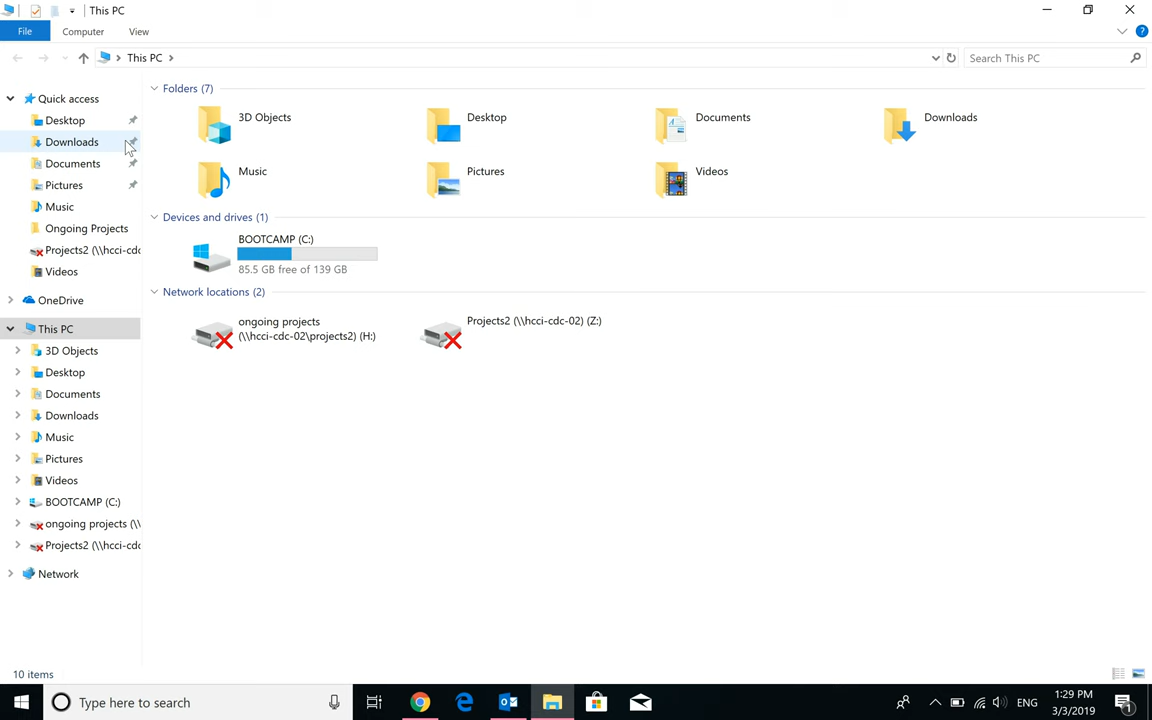 This PC
File
Computer
View
This PC
Search This PC
Quick access
Desktop
Downloads
Documents
Pictures
Music
Ongoing Projects
Projects2 (\\hcci-cdc
Videos
OneDrive
This PC
3D Objects
Desktop
Documents
Downloads
Music
Pictures
Videos
BOOTCAMP (C:)
ongoing projects (\\
Projects2 (\\hcci-cdc
Network
Folders (7)
3D Objects
Desktop
Documents
Downloads
Music
Pictures
Videos
Devices and drives (1)
BOOTCAMP (C:)
85.5 GB free of 139 GB
Network locations (2)
ongoing projects
(\\hcci-cdc-02\projects2) (H:)
Projects2 (\\hcci-cdc-02) (Z:)
10 items
Type here to search
ENG
1:29 PM
3/3/2019
1